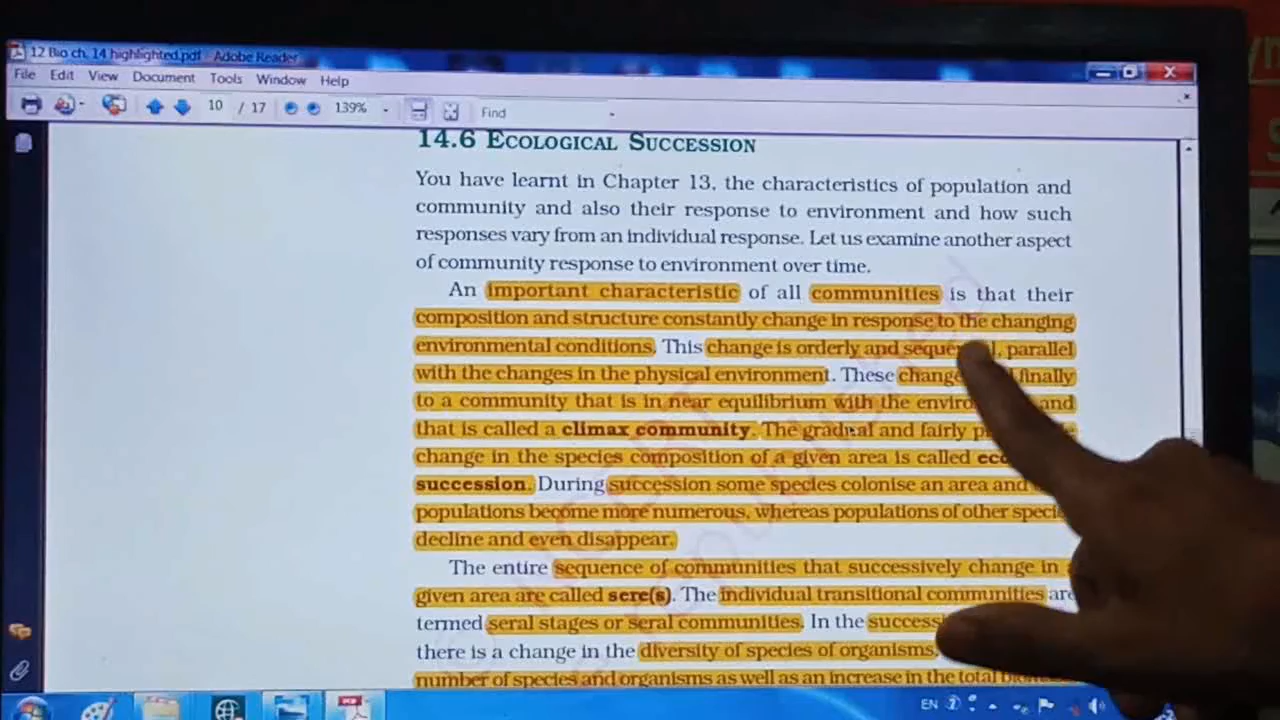 12 Bio ch. 14 highlighted.pdf - Adobe Reader
File Edit View Document Tools Window Help
10 / 17 139% Find
14.6 ECOLOGICAL SUCCESSION
You have learnt in Chapter 13, the characteristics of population and
community and also their response to environment and how such
responses vary from an individual response. Let us examine another aspect
of community response to environment over time.
An important characteristic of all communities is that their
composition and structure constantly change in response to the changing
environmental conditions. This change is orderly and parallel
with the changes in the physical environment. These finally
to a community that is in near equilibrium with the and
that is called a climax community. The gradual and fairly
change in the species composition of a given area is called
succession. During succession some species colonise an area and
populations become more numerous, whereas populations of other
decline and even disappear.
The entire sequence of communities that successively change in
given area are called sere(s). The individual transitional communities are
termed seral stages or seral communities. In the
there is a change in the diversity of species of organisms,
number of species and organisms as well as an increase in the total
EN